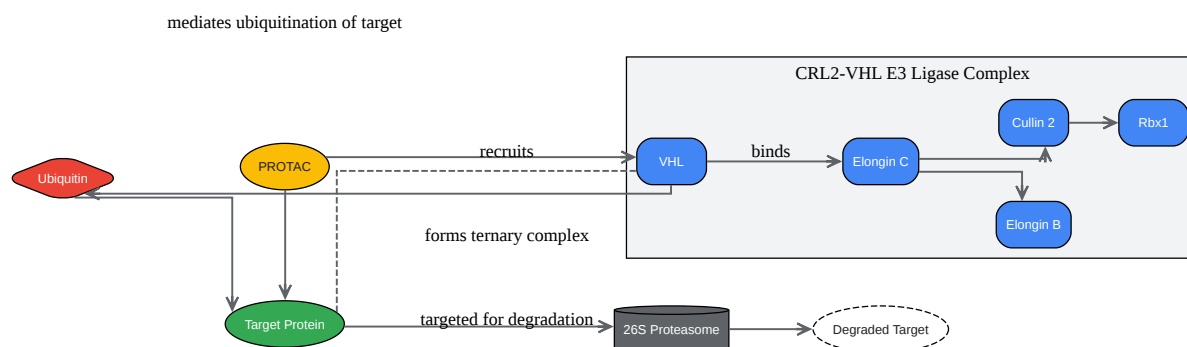 mediates ubiquitination of target
CRL2-VHL E3 Ligase Complex
Cullin 2
Rbx1
Ubiquitin
PROTAC
recruits
VHL
binds
Elongin C
Elongin B
forms ternary complex
Target Protein
targeted for degradation
26S Proteasome
Degraded Target